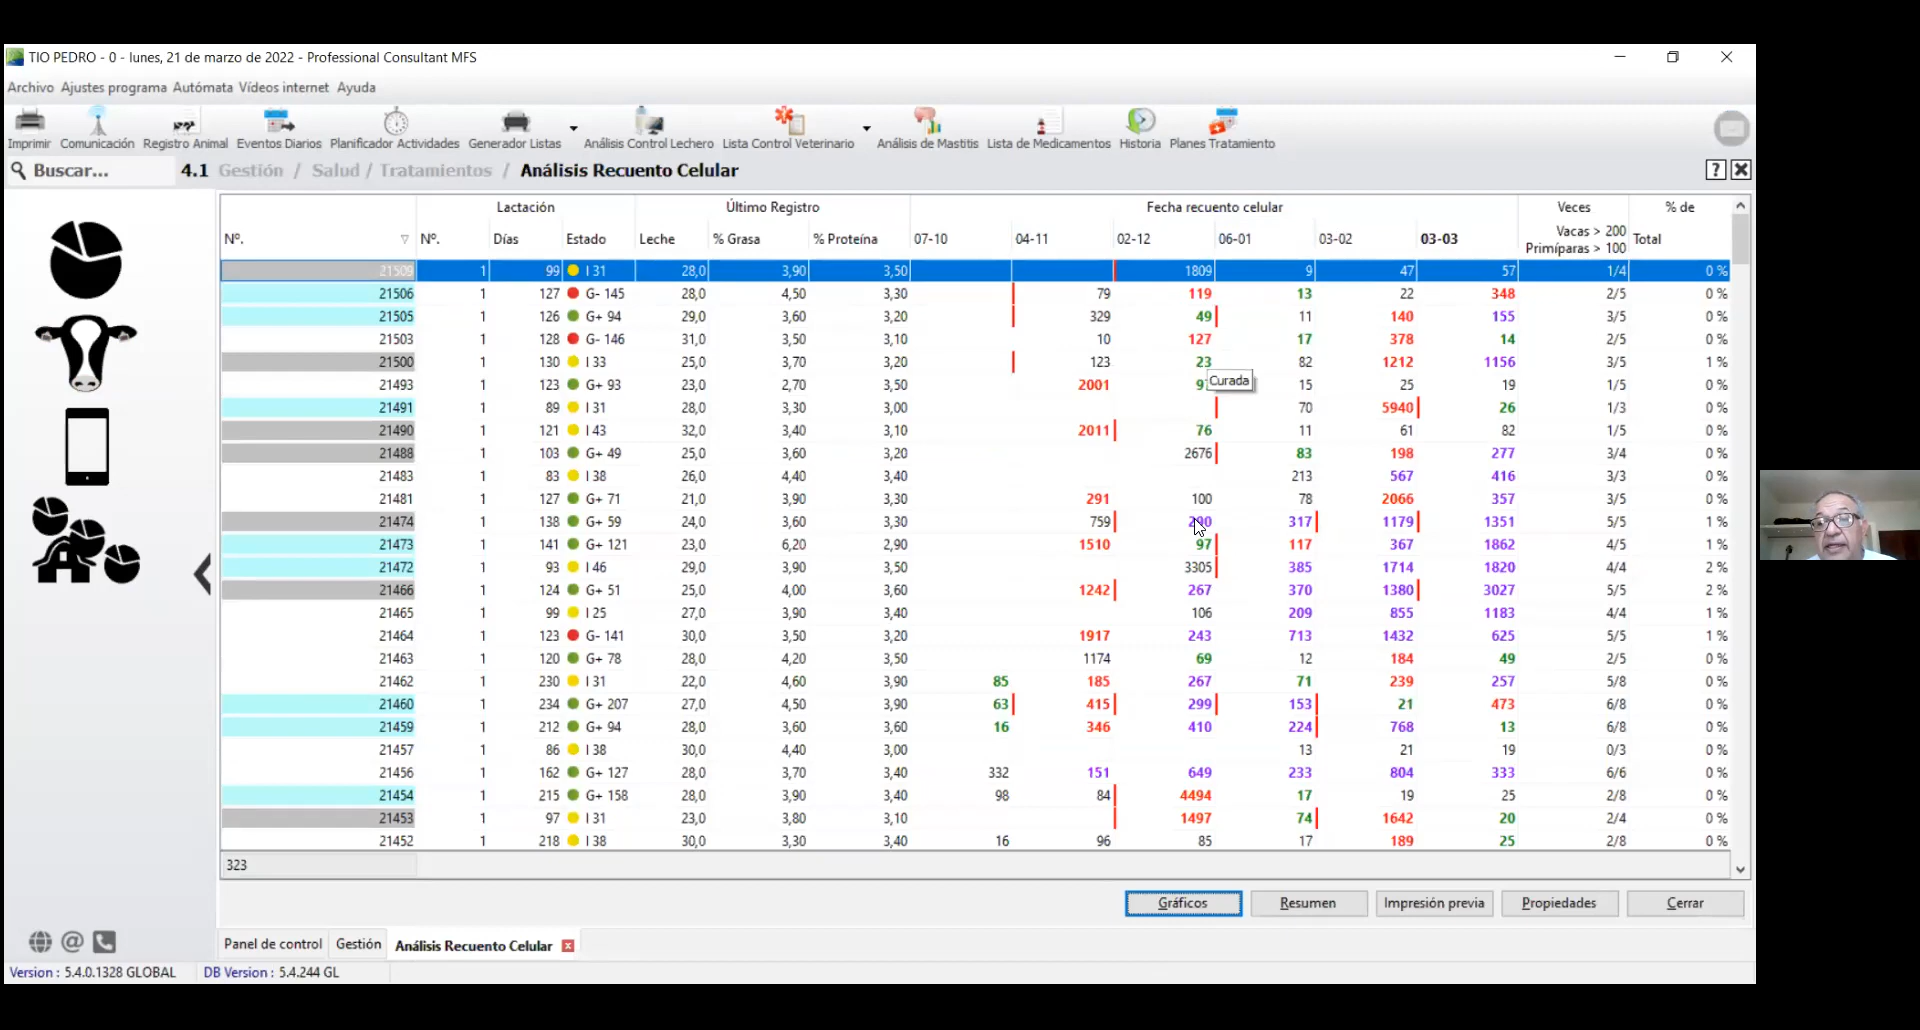 TIO PEDRO - 0 - lunes, 21 de marzo de 2022 - Professional Consultant MFS
Archivo Ajustes programa Autómata Vídeos internet Ayuda
Imprimir Comunicación Registro Animal Eventos Diarios Planificador Actividades Generador Listas Análisis Control Lechero Lista Control Veterinario Análisis de Mastitis Lista de Medicamentos Historia Planes Tratamiento
Buscar... 4.1 Gestión / Salud / Tratamientos / Análisis Recuento Celular ?
Lactación Último Registro Fecha recuento celular Veces % de
Nº. Nº. Días Estado Leche % Grasa % Proteína 07-10 04-11 02-12 06-01 03-02 03-03 Vacas > 200 Primíparas > 100 Total
21509 1 99 I 31 28,0 3,90 3,50 1809 9 47 57 1/4 0 %
21506 1 127 G- 145 28,0 4,50 3,30 79 119 13 22 348 2/5 0 %
21505 1 126 G+ 94 29,0 3,60 3,20 329 49 11 140 155 3/5 0 %
21503 1 128 G- 146 31,0 3,50 3,10 10 127 17 378 14 2/5 0 %
21500 1 130 I 33 25,0 3,70 3,20 123 23 82 1212 1156 3/5 1 %
21493 1 123 G+ 93 23,0 2,70 3,50 2001 Curada 15 25 19 1/5 0 %
21491 1 89 I 31 28,0 3,30 3,00 70 5940 26 1/3 0 %
21490 1 121 I 43 32,0 3,40 3,10 2011 76 11 61 82 1/5 0 %
21488 1 103 G+ 49 25,0 3,60 3,20 2676 83 198 277 3/4 0 %
21483 1 83 I 38 26,0 4,40 3,40 213 567 416 3/3 0 %
21481 1 127 G+ 71 21,0 3,90 3,30 291 100 78 2066 357 3/5 0 %
21474 1 138 G+ 59 24,0 3,60 3,30 759 317 1179 1351 5/5 1 %
21473 1 141 G+ 121 23,0 6,20 2,90 1510 97 117 367 1862 4/5 1 %
21472 1 93 I 46 29,0 3,90 3,50 3305 385 1714 1820 4/4 2 %
21466 1 124 G+ 51 25,0 4,00 3,60 1242 267 370 1380 3027 5/5 2 %
21465 1 99 I 25 27,0 3,90 3,40 106 209 855 1183 4/4 1 %
21464 1 123 G- 141 30,0 3,50 3,20 1917 243 713 1432 625 5/5 1 %
21463 1 120 G+ 78 28,0 4,20 3,50 1174 69 12 184 49 2/5 0 %
21462 1 230 I 31 22,0 4,60 3,90 85 185 267 71 239 257 5/8 0 %
21460 1 234 G+ 207 27,0 4,50 3,90 63 415 299 153 21 473 6/8 0 %
21459 1 212 G+ 94 28,0 3,60 3,60 16 346 410 224 768 13 6/8 0 %
21457 1 86 I 38 30,0 4,40 3,00 13 21 19 0/3 0 %
21456 1 162 G+ 127 28,0 3,70 3,40 332 151 649 233 804 333 6/6 0 %
21454 1 215 G+ 158 28,0 3,90 3,40 98 84 4494 17 19 25 2/8 0 %
21453 1 97 I 31 23,0 3,80 3,10 1497 74 1642 20 2/4 0 %
21452 1 218 I 38 30,0 3,30 3,40 16 96 85 17 189 25 2/8 0 %
323
Gráficos Resumen Impresión previa Propiedades Cerrar
Panel de control Gestión Análisis Recuento Celular
Version : 5.4.0.1328 GLOBAL DB Version : 5.4.244 GL